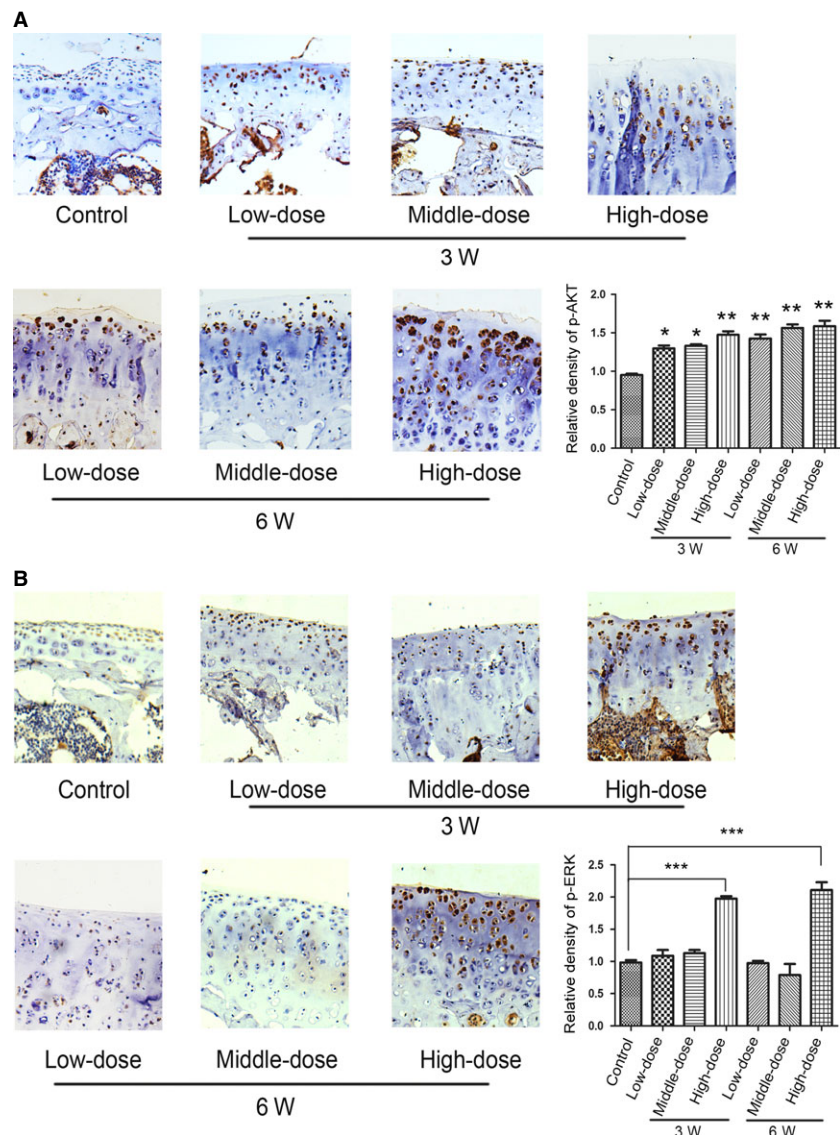 A
Control
Low-dose
Middle-dose
High-dose
3 W
Low-dose
Middle-dose
High-dose
6 W
Relative density of p-AKT
2.0
1.5
1.0
0.5
0.0
*
*
**
**
**
**
Control
Low-dose
Middle-dose
High-dose
Low-dose
Middle-dose
High-dose
3 W
6 W
B
Control
Low-dose
Middle-dose
High-dose
3 W
Low-dose
Middle-dose
High-dose
6 W
Relative density of p-ERK
2.5
2.0
1.5
1.0
0.5
0.0
***
***
Control
Low-dose
Middle-dose
High-dose
Low-dose
Middle-dose
High-dose
3 W
6 W